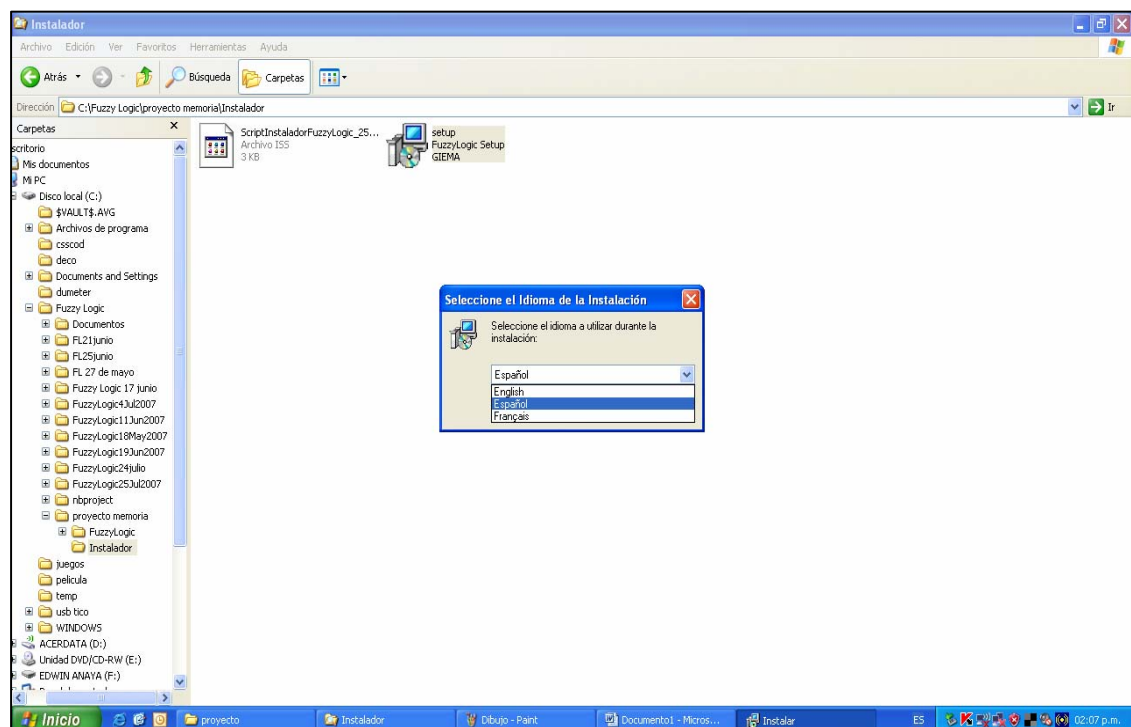 Instalador
Archivo Edición Ver Favoritos Herramientas Ayuda
Atrás Búsqueda Carpetas
Dirección C:\Fuzzy Logic\proyecto memoria\Instalador Ir
Carpetas
scritorio
Mis documentos
Mi PC
Disco local (C:)
$VAULT$.AVG
Archivos de programa
csscod
deco
Documents and Settings
dumeter
Fuzzy Logic
Documentos
FL21junio
FL25junio
FL 27 de mayo
Fuzzy Logic 17 junio
FuzzyLogic4Jul2007
FuzzyLogic11Jun2007
FuzzyLogic18May2007
FuzzyLogic19Jun2007
FuzzyLogic24julio
FuzzyLogic25Jul2007
nbproject
proyecto memoria
FuzzyLogic
Instalador
juegos
pelicula
temp
usb tico
WINDOWS
ACERDATA (D:)
Unidad DVD/CD-RW (E:)
EDWIN ANAYA (F:)
ScriptInstaladorFuzzyLogic_25...
Archivo ISS
3 KB
setup
FuzzyLogic Setup
GIEMA
Seleccione el Idioma de la Instalación
Seleccione el idioma a utilizar durante la
instalación:
Español
English
Español
Français
Inicio proyecto Instalador Dibujo - Paint Documento1 - Micros... Instalar ES 02:07 p.m.